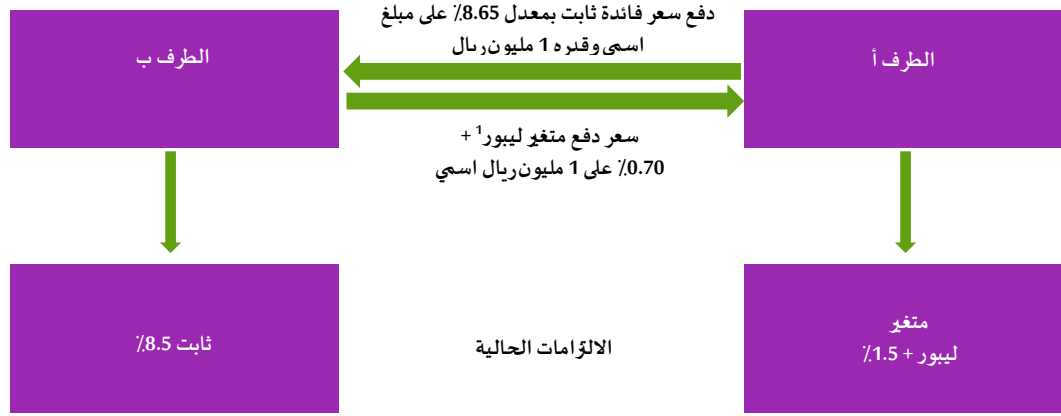 دفع سعر فائدة ثابت بمعدل 8.65٪ على مبلغ
اسمي وقدره 1 مليون ريال
الطرف أ
الطرف ب
سعر دفع متغير ليبور¹ +
0.70٪ على 1 مليون ريال اسمي
متغير
ليبور + 1.5٪
الالتزامات الحالية
ثابت 8.5٪